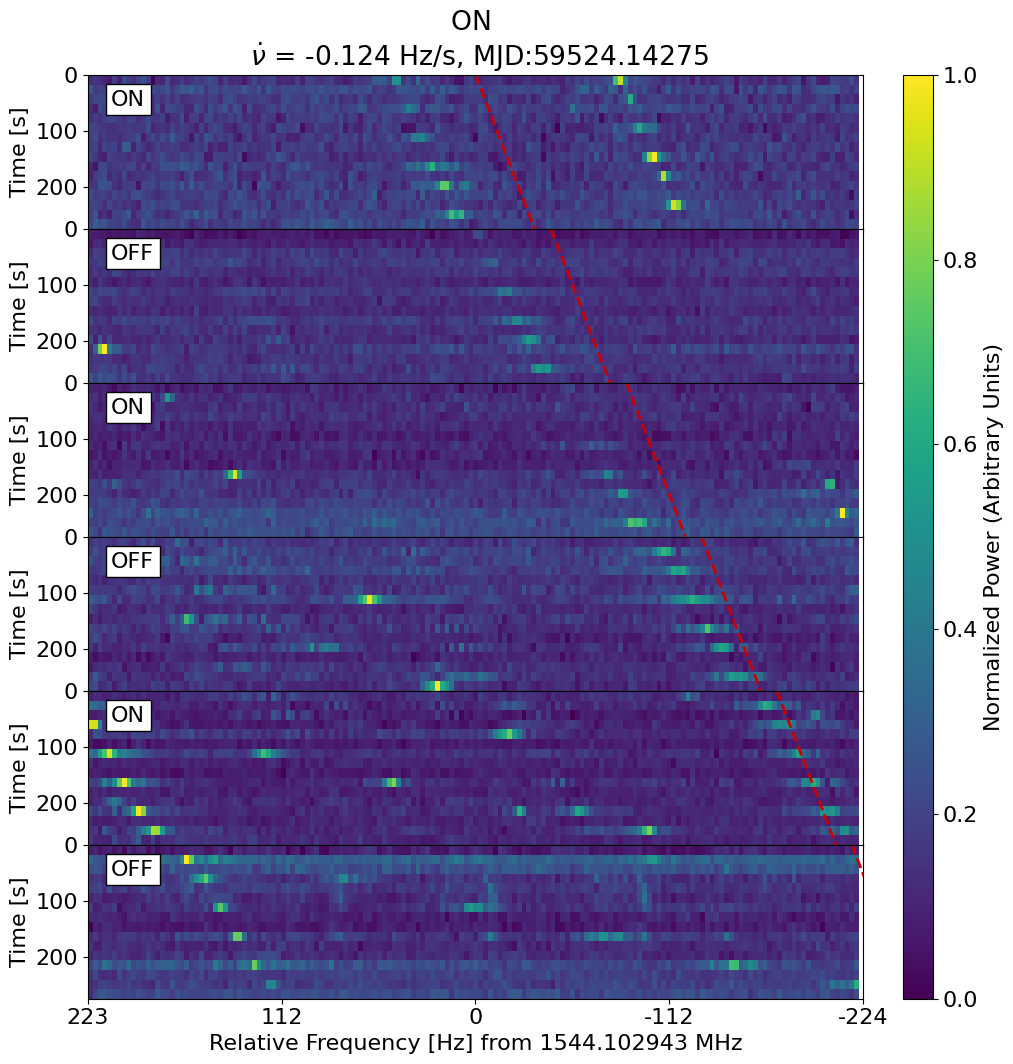 ON
ν̇ = -0.124 Hz/s, MJD:59524.14275
0
100
200
Time [s]
ON
0
100
200
Time [s]
OFF
0
100
200
Time [s]
ON
0
100
200
Time [s]
OFF
0
100
200
Time [s]
ON
0
100
200
Time [s]
OFF
223 112 0 -112 -224
Relative Frequency [Hz] from 1544.102943 MHz
1.0
0.8
0.6
0.4
0.2
0.0
Normalized Power (Arbitrary Units)